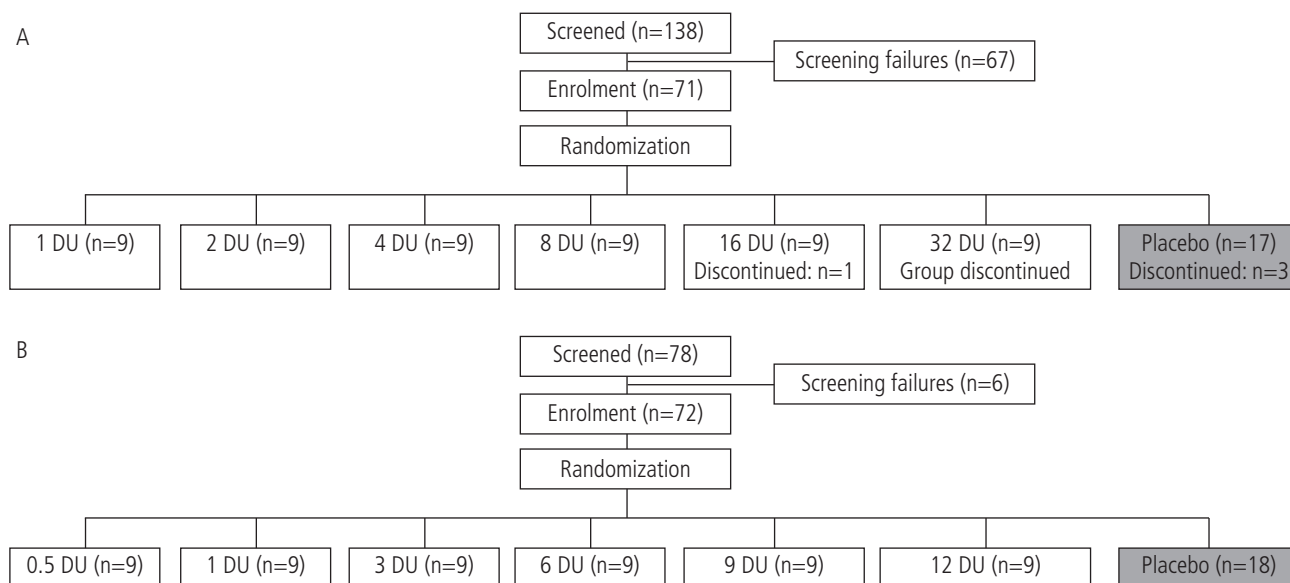 A
Screened (n=138)
Screening failures (n=67)
Enrolment (n=71)
Randomization
1 DU (n=9)
2 DU (n=9)
4 DU (n=9)
8 DU (n=9)
16 DU (n=9)
Discontinued: n=1
32 DU (n=9)
Group discontinued
Placebo (n=17)
Discontinued: n=3
B
Screened (n=78)
Screening failures (n=6)
Enrolment (n=72)
Randomization
0.5 DU (n=9)
1 DU (n=9)
3 DU (n=9)
6 DU (n=9)
9 DU (n=9)
12 DU (n=9)
Placebo (n=18)